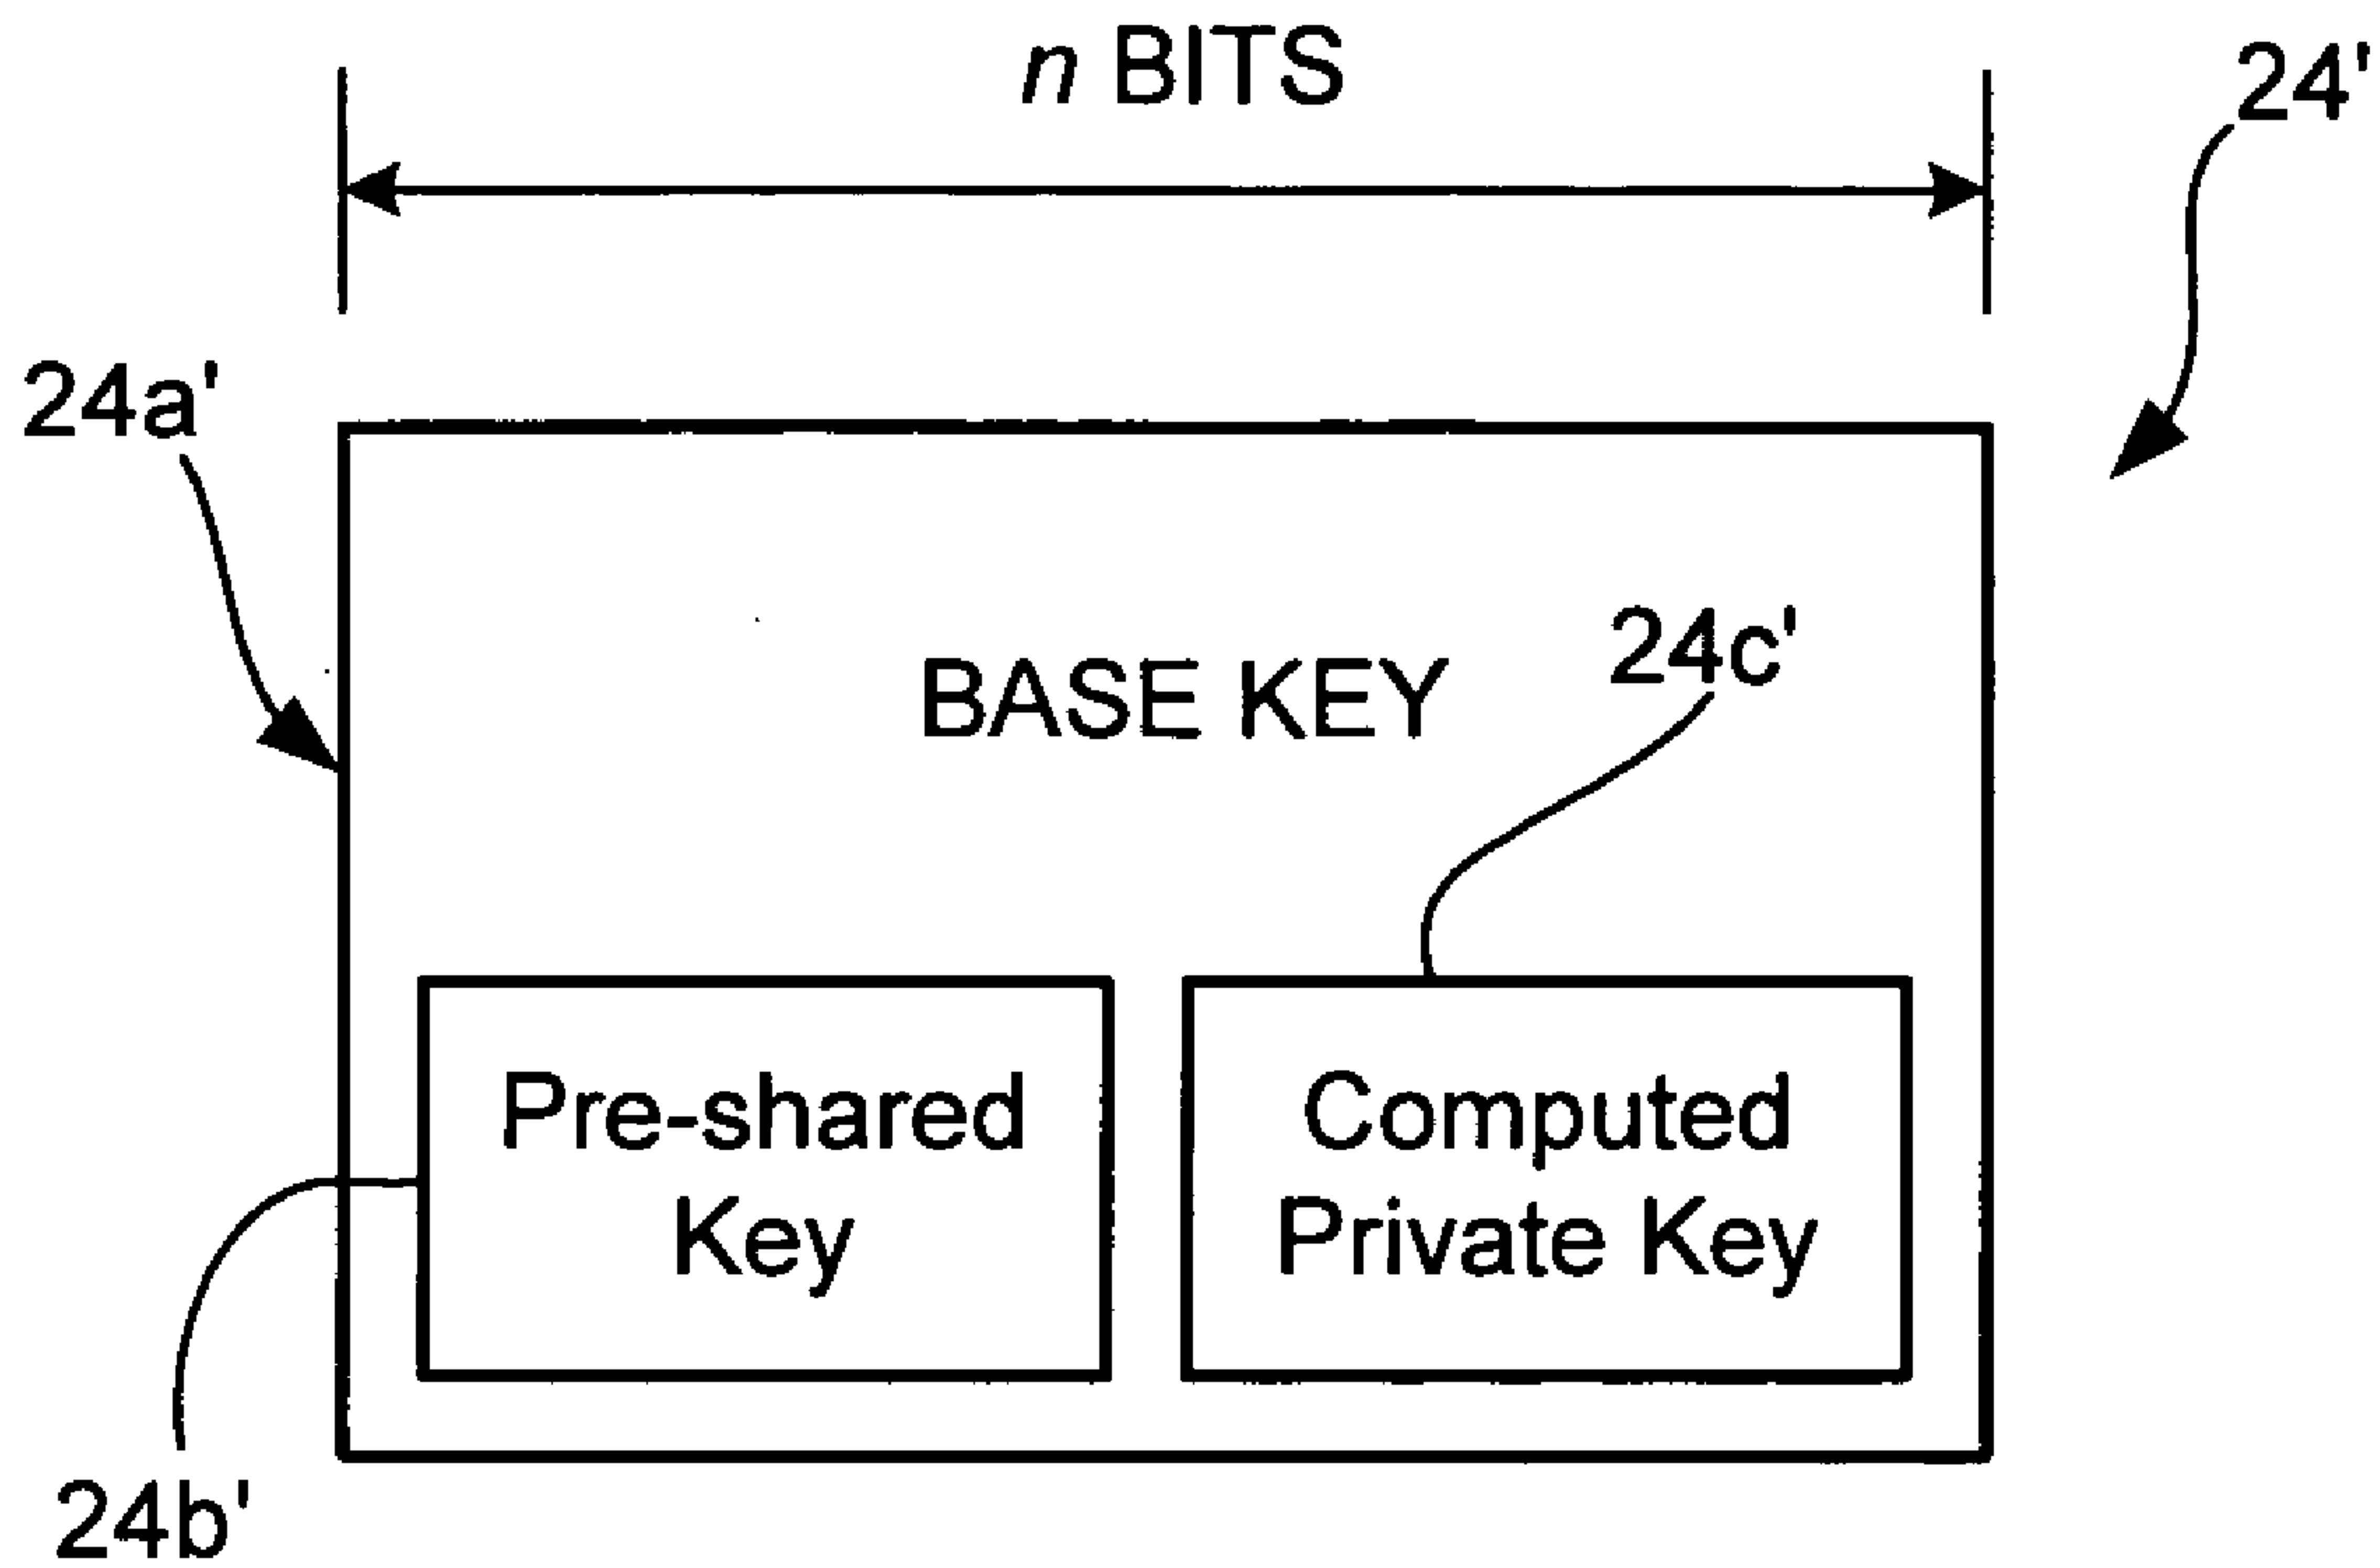 n BITS
24'
24a'
24c'
BASE KEY
Pre-shared
Key
Computed
Private Key
24b'